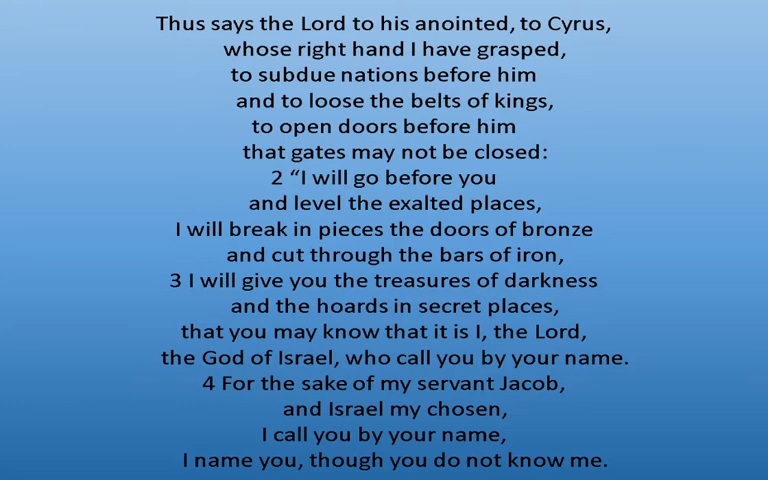 Thus says the Lord to his anointed, to Cyrus,
whose right hand I have grasped,
to subdue nations before him
and to loose the belts of kings,
to open doors before him
that gates may not be closed:
2 “I will go before you
and level the exalted places,
I will break in pieces the doors of bronze
and cut through the bars of iron,
3 I will give you the treasures of darkness
and the hoards in secret places,
that you may know that it is I, the Lord,
the God of Israel, who call you by your name.
4 For the sake of my servant Jacob,
and Israel my chosen,
I call you by your name,
I name you, though you do not know me.